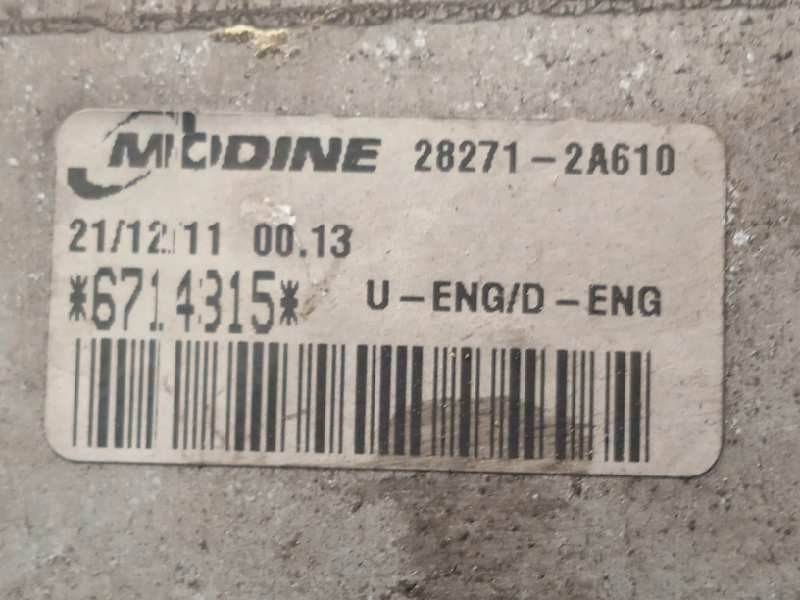 MODINE 28271-2A610
21/12/11 00.13
*6714315* U-ENG/D-ENG